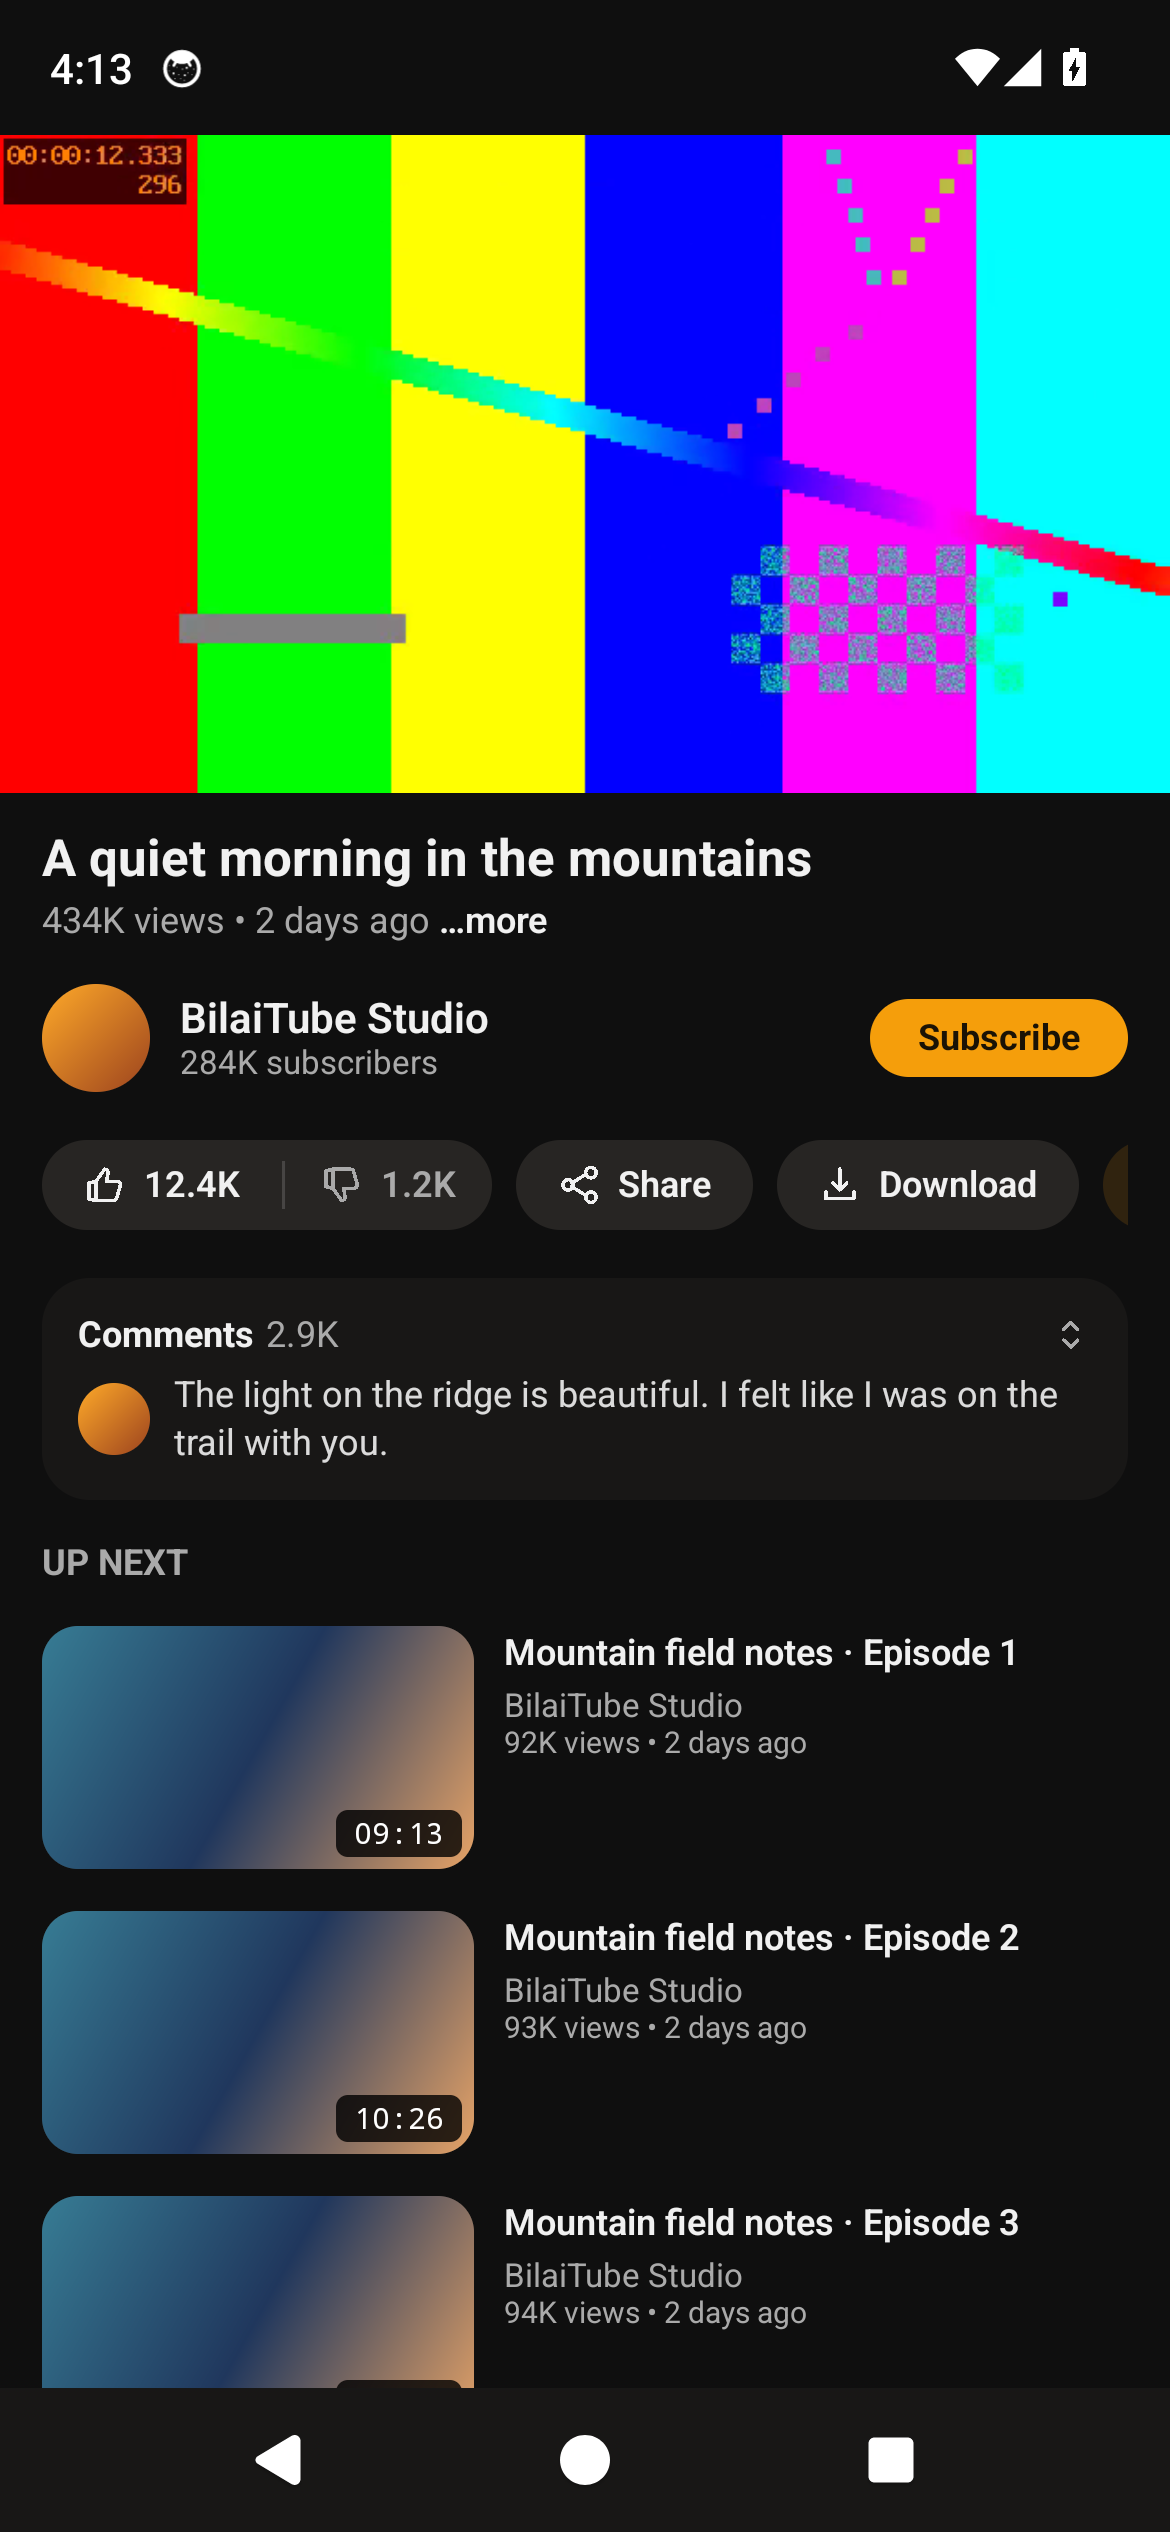 4:13
00:00:12.333
296
A quiet morning in the mountains
434K views • 2 days ago ...more
BilaiTube Studio
284K subscribers
Subscribe
12.4K
1.2K
Share
Download
Comments 2.9K
The light on the ridge is beautiful. I felt like I was on the
trail with you.
UP NEXT
Mountain field notes · Episode 1
BilaiTube Studio
92K views • 2 days ago
09:13
Mountain field notes · Episode 2
BilaiTube Studio
93K views • 2 days ago
10:26
Mountain field notes · Episode 3
BilaiTube Studio
94K views • 2 days ago